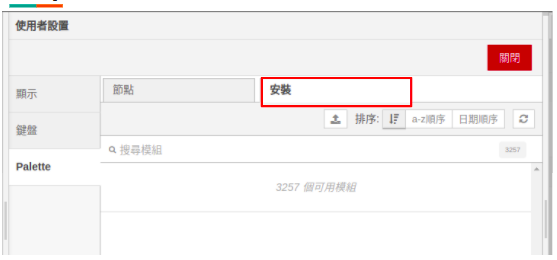 使用者設置
關閉
顯示
鍵盤
Palette
節點
安裝
排序:
a-z順序
日期順序
搜尋模組
3257
3257 個可用模組